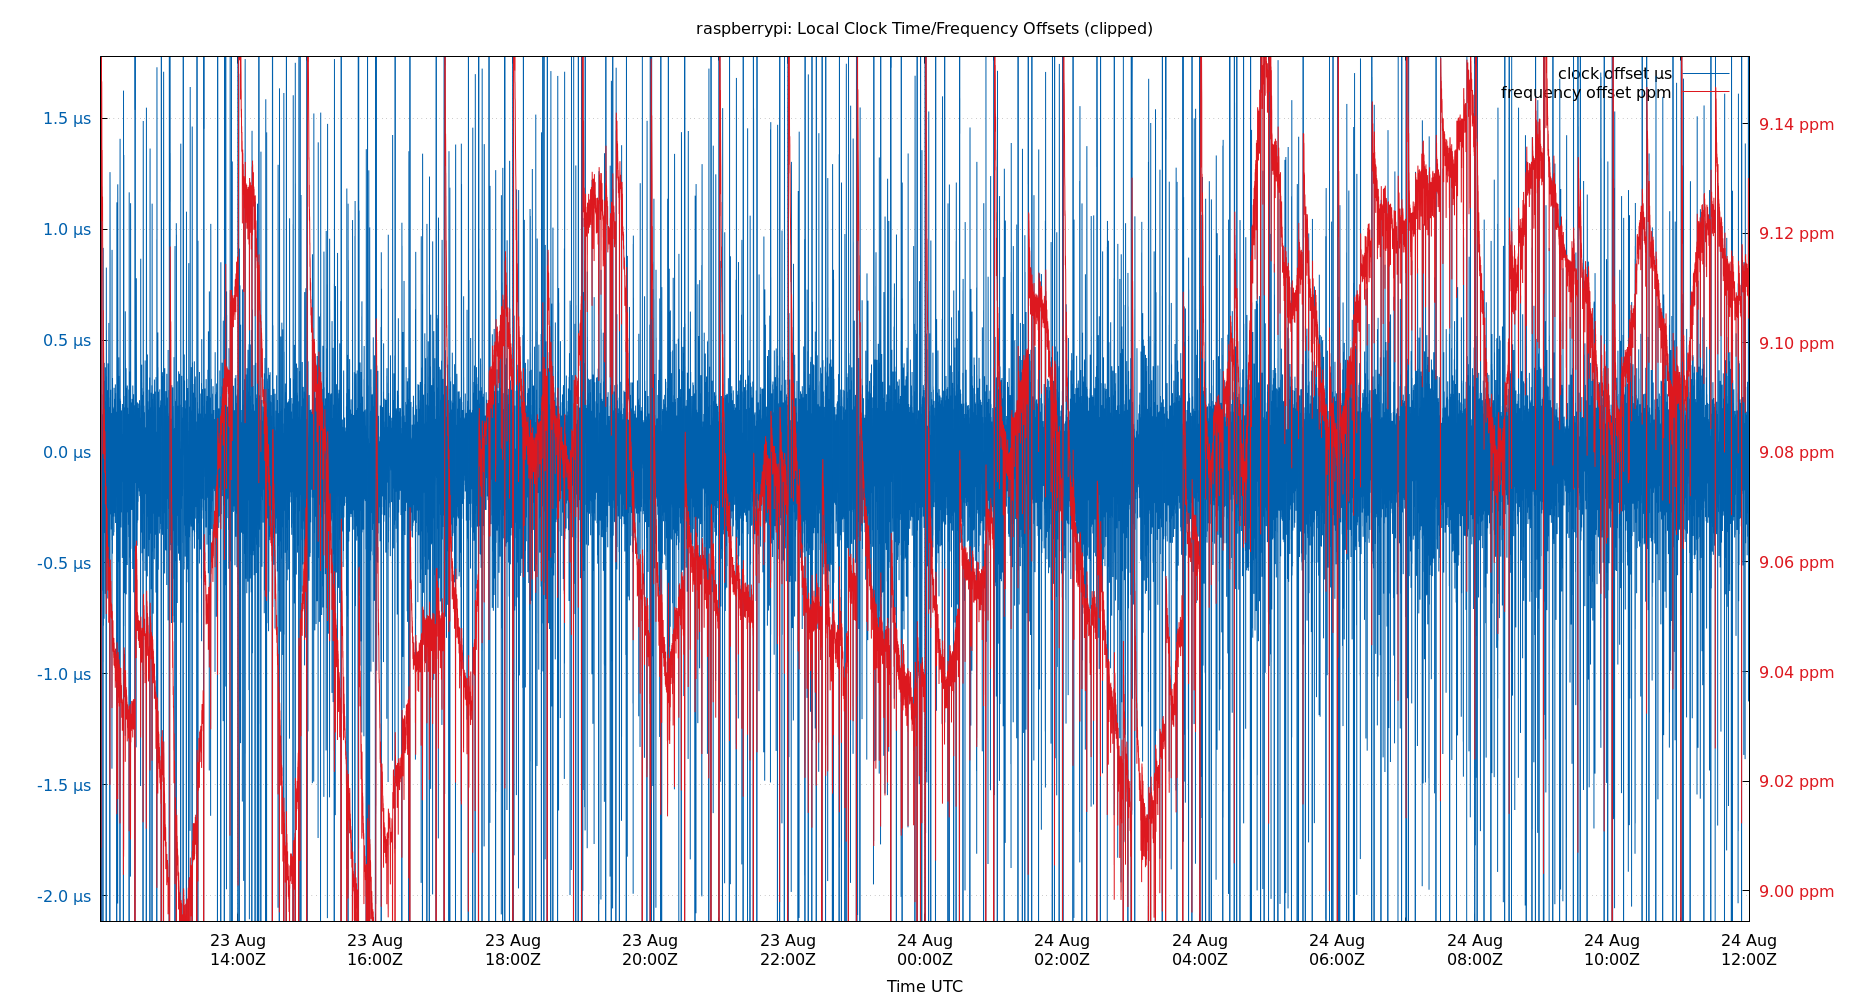 raspberrypi: Local Clock Time/Frequency Offsets (clipped)
clock offset µs
frequency offset ppm
1.5 µs
1.0 µs
0.5 µs
0.0 µs
-0.5 µs
-1.0 µs
-1.5 µs
-2.0 µs
9.14 ppm
9.12 ppm
9.10 ppm
9.08 ppm
9.06 ppm
9.04 ppm
9.02 ppm
9.00 ppm
23 Aug 23 Aug 23 Aug 23 Aug 23 Aug 24 Aug 24 Aug 24 Aug 24 Aug 24 Aug 24 Aug 24 Aug
14:00Z 16:00Z 18:00Z 20:00Z 22:00Z 00:00Z 02:00Z 04:00Z 06:00Z 08:00Z 10:00Z 12:00Z
Time UTC